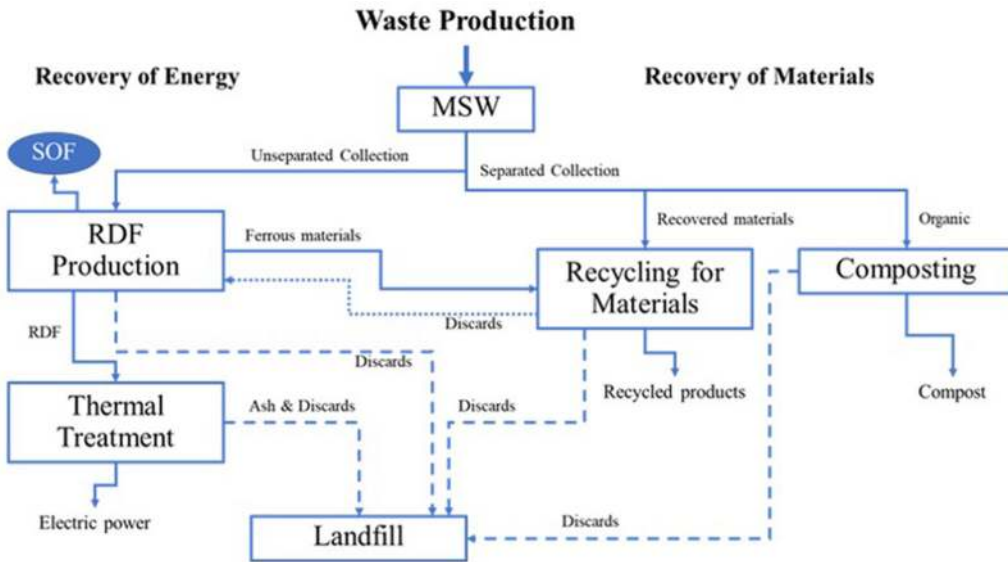 Waste Production
Recovery of Energy
Recovery of Materials
MSW
SOF
Unseparated Collection
Separated Collection
RDF
Production
Ferrous materials
Recovered materials
Organic
Recycling for
Materials
Composting
Discards
RDF
Discards
Thermal
Treatment
Ash & Discards
Discards
Recycled products
Compost
Electric power
Landfill
Discards